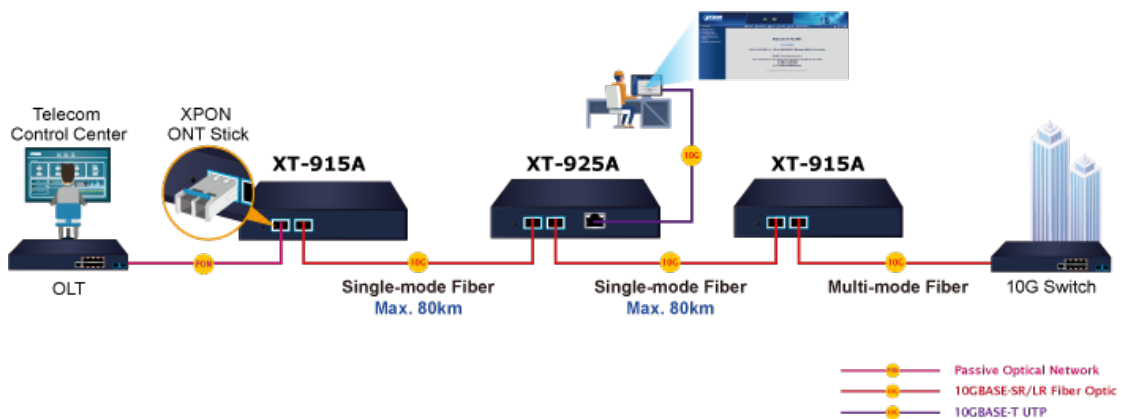 Telecom
Control Center
XPON
ONT Stick
XT-915A
XT-925A
XT-915A
10G
PON
10G
10G
10G
OLT
Single-mode Fiber
Max. 80km
Single-mode Fiber
Max. 80km
Multi-mode Fiber
10G Switch
Passive Optical Network
10GBASE-SR/LR Fiber Optic
10GBASE-T UTP